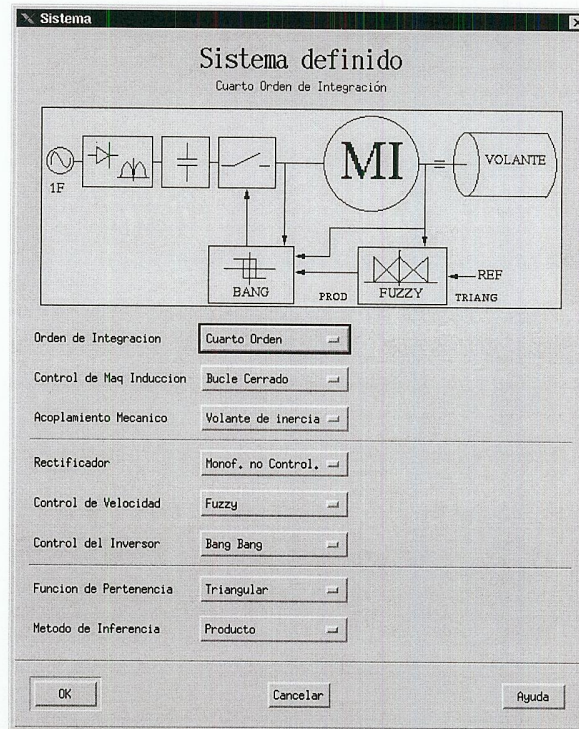 Sistema
Sistema definido
Cuarto Orden de Integración
1F
MI
VOLANTE
BANG
PROD
FUZZY
TRIANG
REF
Orden de Integracion Cuarto Orden
Control de Maq Induccion Bucle Cerrado
Acoplamiento Mecanico Volante de inercia
Rectificador Monof. no Control.
Control de Velocidad Fuzzy
Control del Inversor Bang Bang
Funcion de Pertenencia Triangular
Metodo de Inferencia Producto
OK Cancelar Ayuda